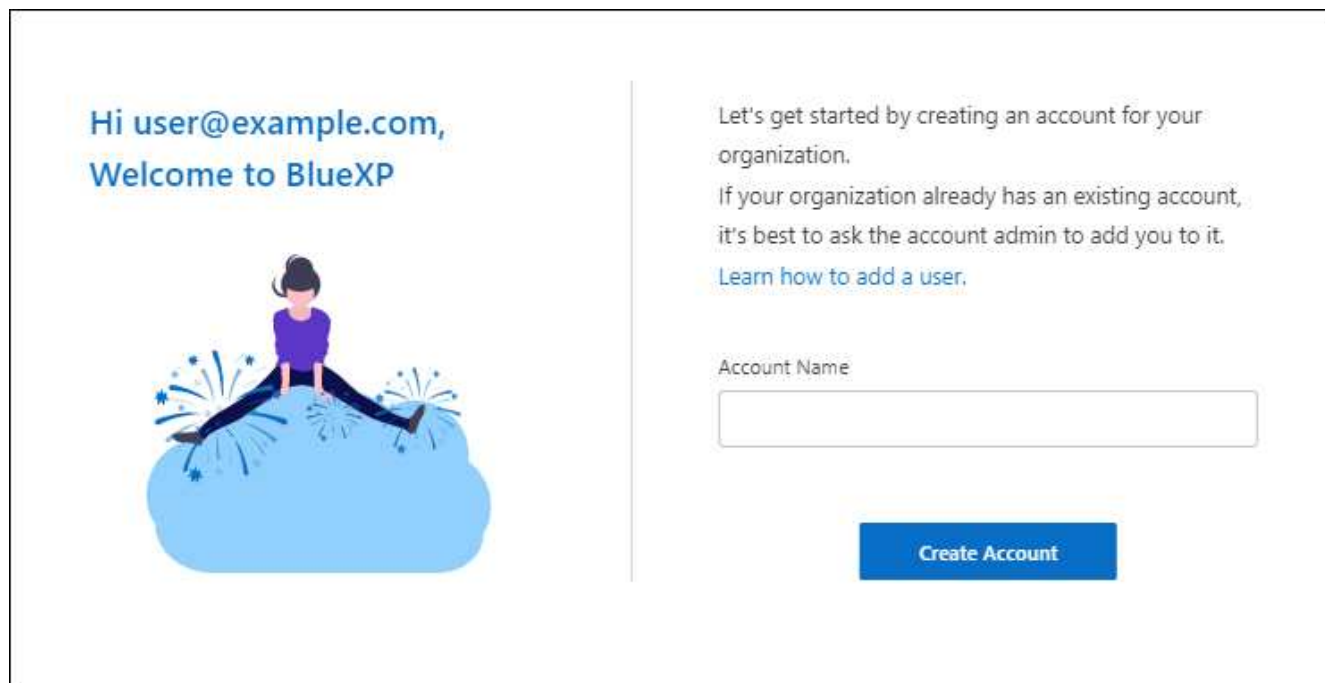 Hi user@example.com,
Welcome to BlueXP
Let's get started by creating an account for your
organization.
If your organization already has an existing account,
it's best to ask the account admin to add you to it.
Learn how to add a user.
Account Name
Create Account